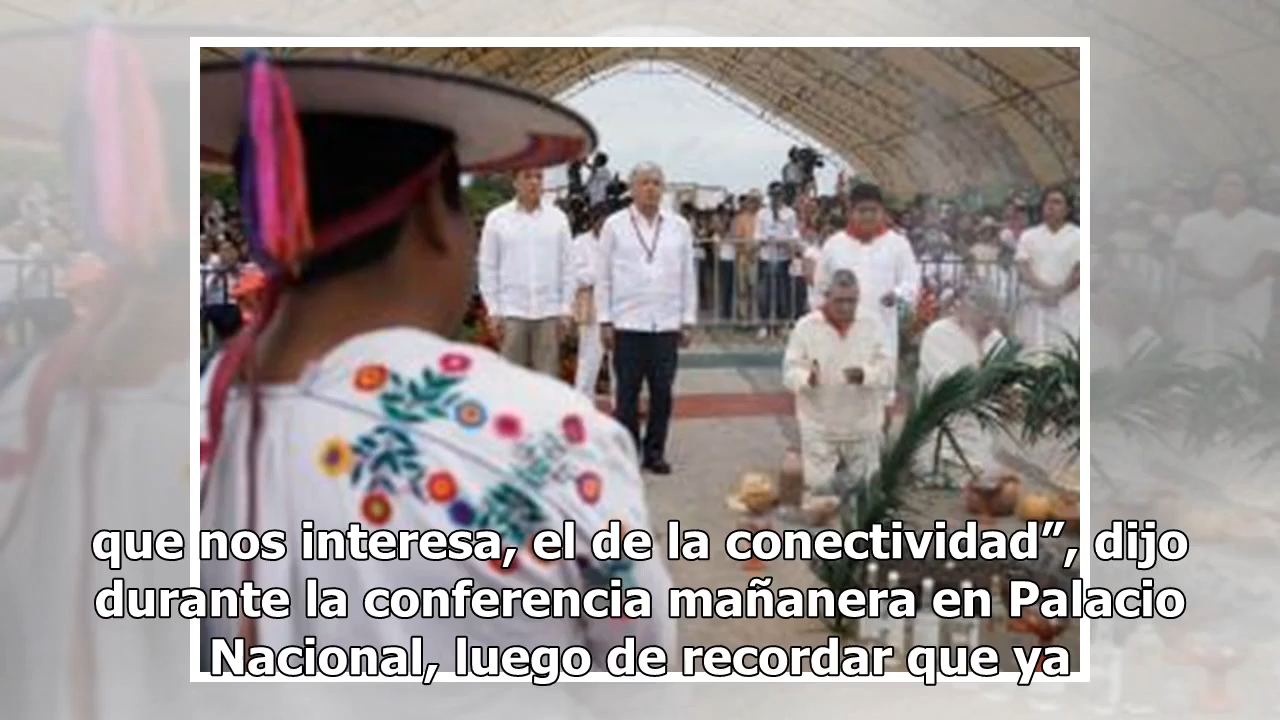 que nos interesa, el de la conectividad”, dijo
durante la conferencia mañanera en Palacio
Nacional, luego de recordar que ya